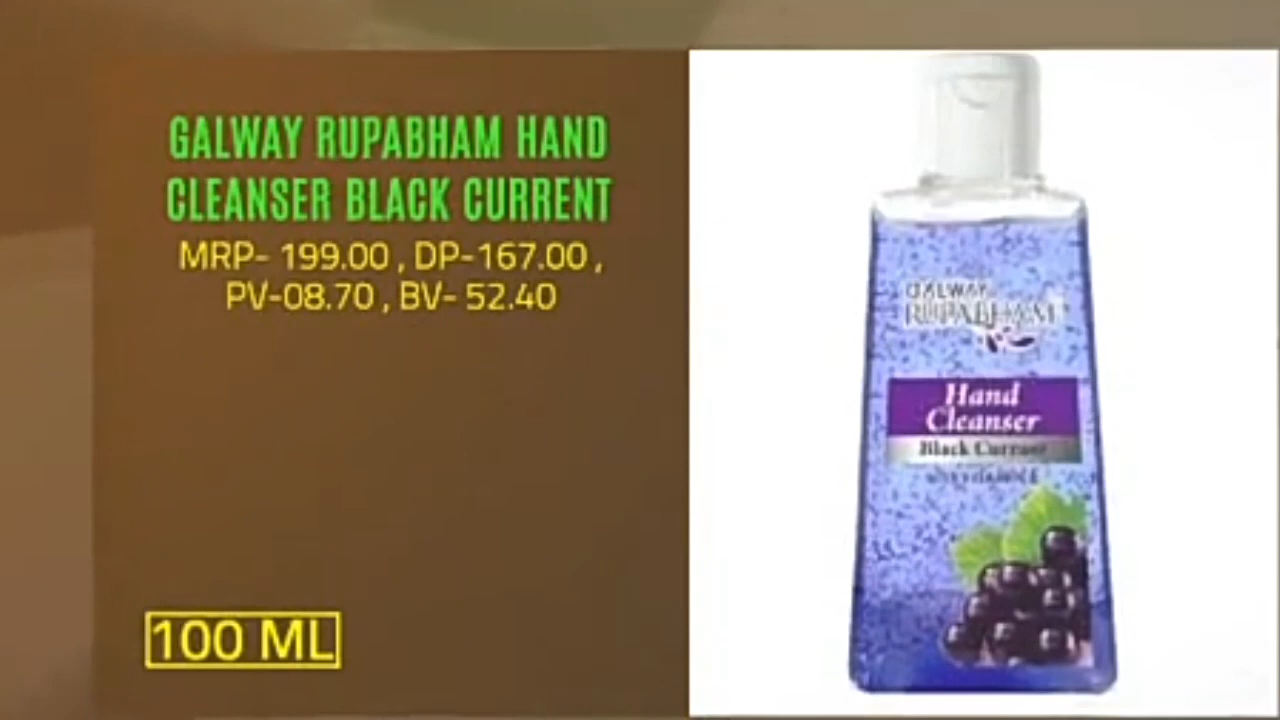 GALWAY RUPABHAM HAND
CLEANSER BLACK CURRENT
MRP- 199.00 , DP-167.00 ,
PV-08.70 , BV- 52.40
100 ML
GALWAY
RUPABHAM
Hand
Cleanser
Black Currant